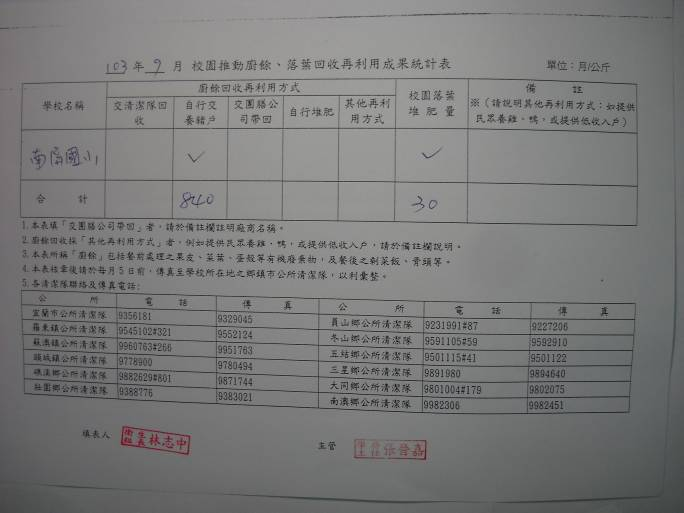 103 年 9 月 校園推動廚餘、落葉回收再利用成果統計表
單位：月/公斤
學校名稱 廚餘回收再利用方式 校園落葉堆肥量 備 註
交清潔隊回收 自行交養豬戶 交團膳公司帶回 自行堆肥 其他再利用方式 ※（請說明其他再利用方式：如提供民眾養雞、鴨，或提供低收入戶）
南屏國小 ✓ ✓
合 計 840 30
1.本表填「交團膳公司帶回」者，請於備註欄註明廠商名稱。
2.廚餘回收採「其他再利用方式」者，例如提供民眾養雞、鴨，或提供低收入戶，請於備註欄說明。
3.本表所稱「廚餘」包括餐前處理之果皮、菜葉、蛋殼等有機廢棄物，及餐後之剩菜飯、骨頭等。
4.本表核章後請於每月5日前，傳真至學校所在地之鄉鎮市公所清潔隊，以利彙整。
5.各清潔隊聯絡及傳真電話：
公 所 電 話 傳 真 公 所 電 話 傳 真
宜蘭市公所清潔隊 9356181 9329045 員山鄉公所清潔隊 9231991#87 9227206
羅東鎮公所清潔隊 9545102#321 9552124 冬山鄉公所清潔隊 9591105#59 9592910
蘇澳鎮公所清潔隊 9960763#266 9951763 五結鄉公所清潔隊 9501115#41 9501122
頭城鎮公所清潔隊 9778900 9780494 三星鄉公所清潔隊 9891980 9894640
礁溪鄉公所清潔隊 9882629#801 9871744 大同鄉公所清潔隊 9801004#179 9802075
壯圍鄉公所清潔隊 9388776 9383021 南澳鄉公所清潔隊 9982306 9982451
填表人 衛生組長 林志中 主管